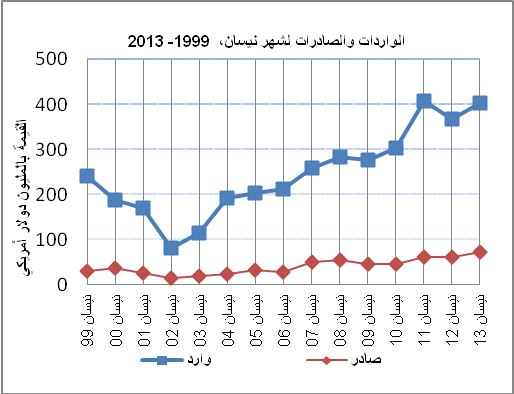 الواردات والصادرات لشهر نيسان، 1999- 2013
القيمة بالمليون دولار أمريكي
500
400
300
200
100
0
نيسان 99
نيسان 00
نيسان 01
نيسان 02
نيسان 03
نيسان 04
نيسان 05
نيسان 06
نيسان 07
نيسان 08
نيسان 09
نيسان 10
نيسان 11
نيسان 12
نيسان 13
وارد
صادر